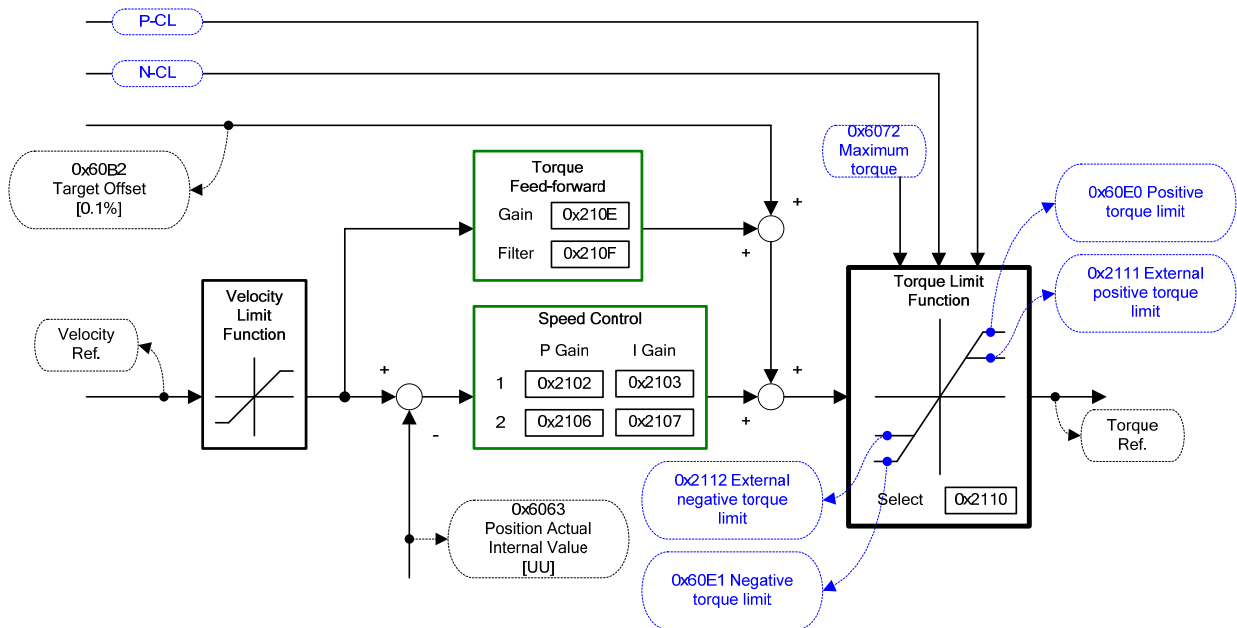 P-CL
N-CL
0x60B2
Target Offset
[0.1%]
Torque
Feed-forward
Gain
0x210E
Filter
0x210F
0x6072
Maximum
torque
0x60E0 Positive
torque limit
0x2111 External
positive torque
limit
Velocity
Ref.
Velocity
Limit
Function
Speed Control
P Gain
I Gain
1
0x2102
0x2103
2
0x2106
0x2107
+
-
+
+
+
+
+
Torque Limit
Function
Select
0x2110
Torque
Ref.
0x2112 External
negative torque
limit
0x60E1 Negative
torque limit
0x6063
Position Actual
Internal Value
[UU]